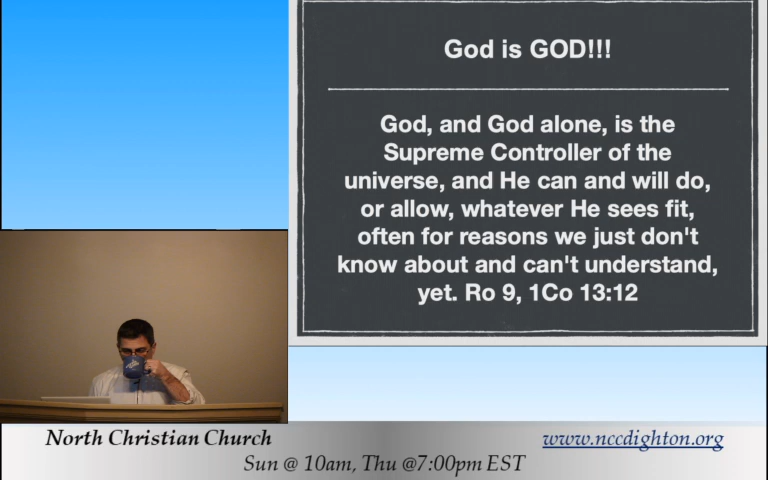 God is GOD!!!
God, and God alone, is the
Supreme Controller of the
universe, and He can and will do,
or allow, whatever He sees fit,
often for reasons we just don't
know about and can't understand,
yet. Ro 9, 1Co 13:12
North Christian Church
www.nccdighton.org
Sun @ 10am, Thu @7:00pm EST